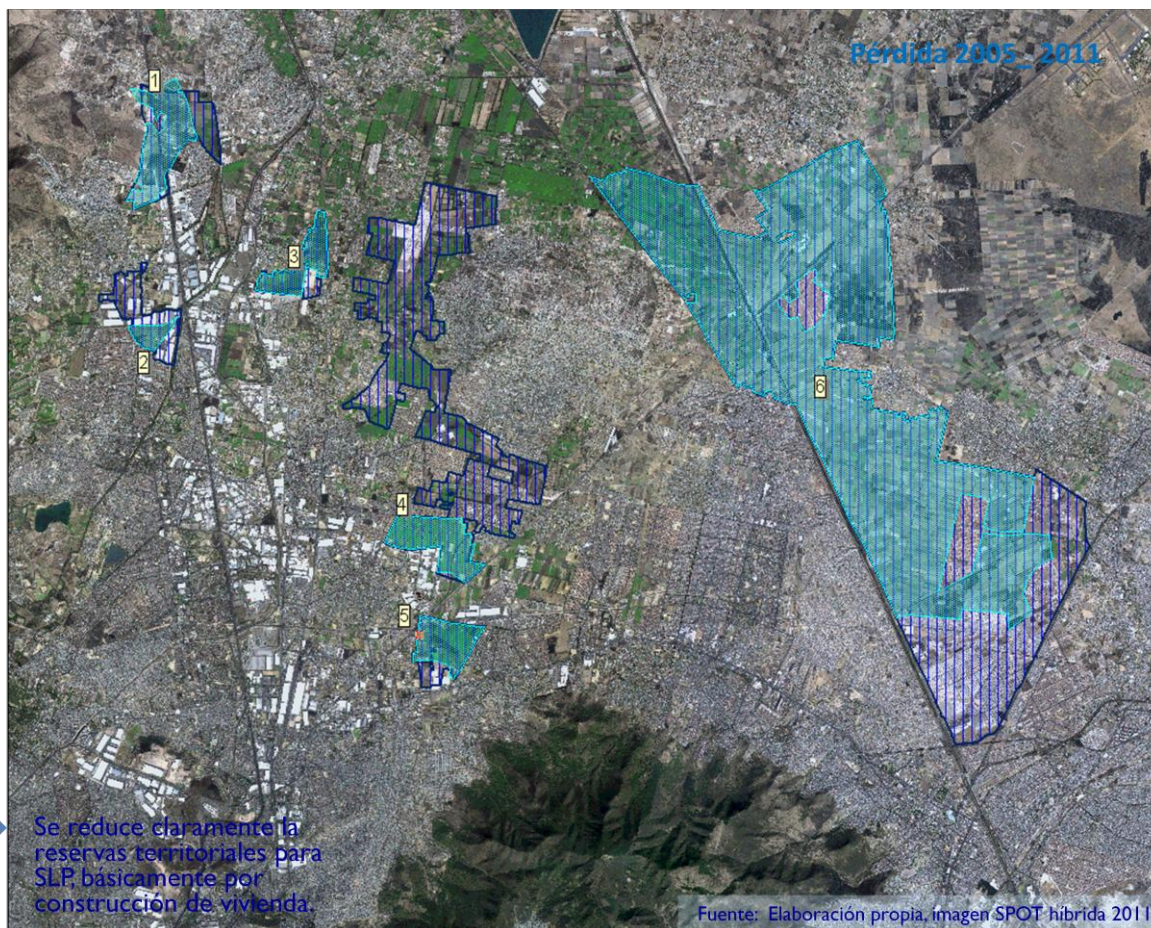 Pérdida 2005_ 2011
1
3
2
6
4
5
Se reduce claramente la
reservas territoriales para
SLP, básicamente por
construcción de vivienda.
Fuente: Elaboración propia, imagen SPOT híbrida 2011